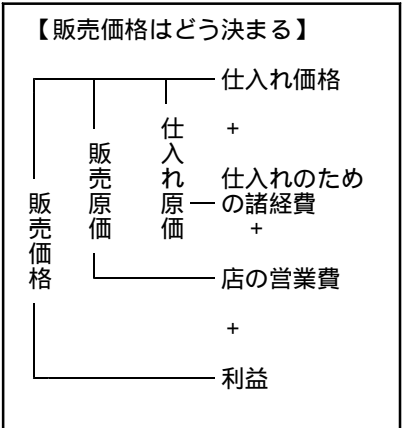 【販売価格はどう決まる】
仕入れ価格
+
仕入れのため
の諸経費
+
店の営業費
+
利益
仕入れ原価
販売原価
販売価格